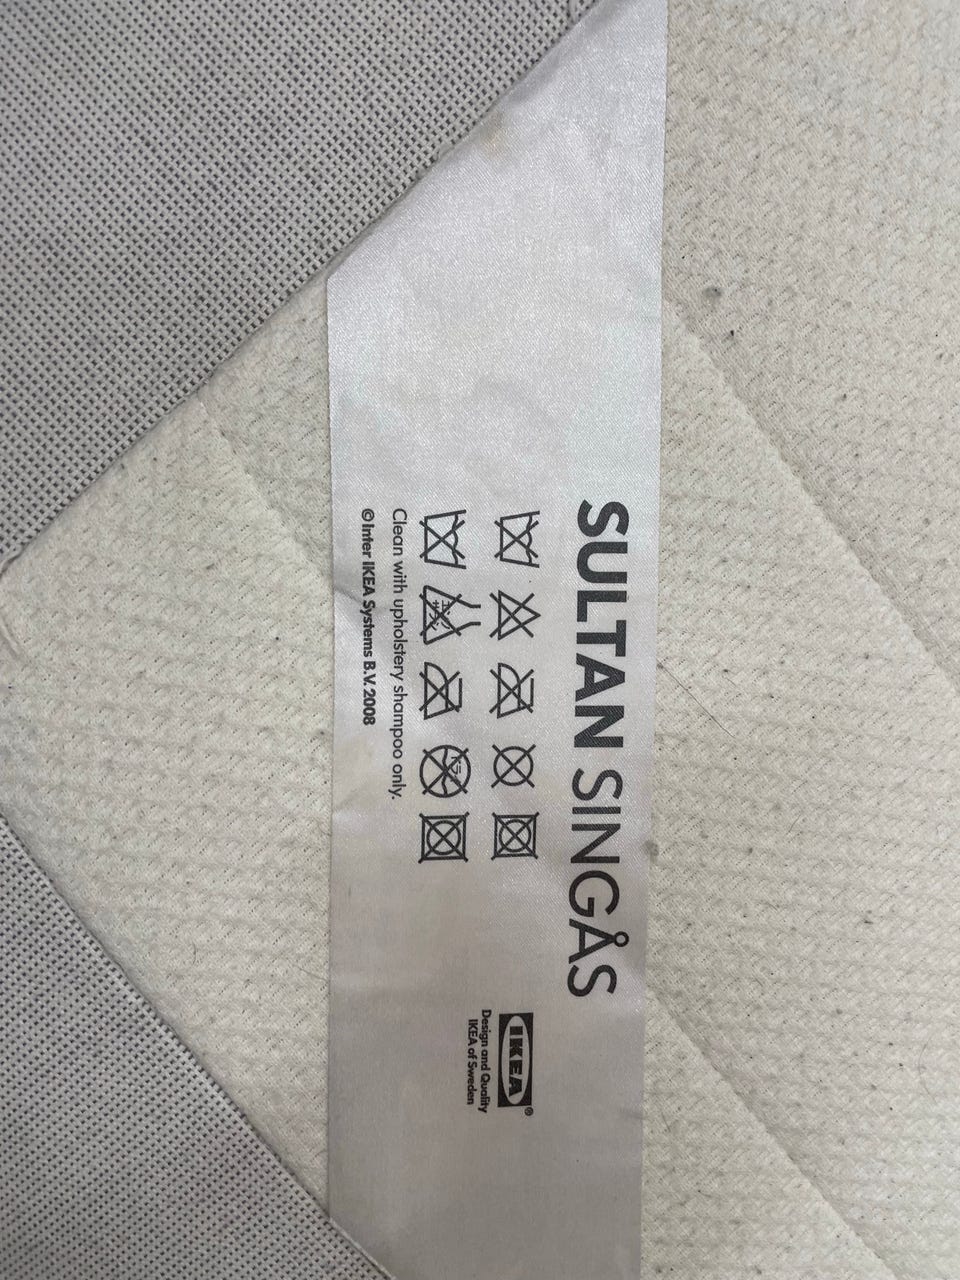 SULTAN SINGÅS
Clean with upholstery shampoo only.
© Inter IKEA Systems B.V. 2008
IKEA®
Design and Quality
IKEA of Sweden